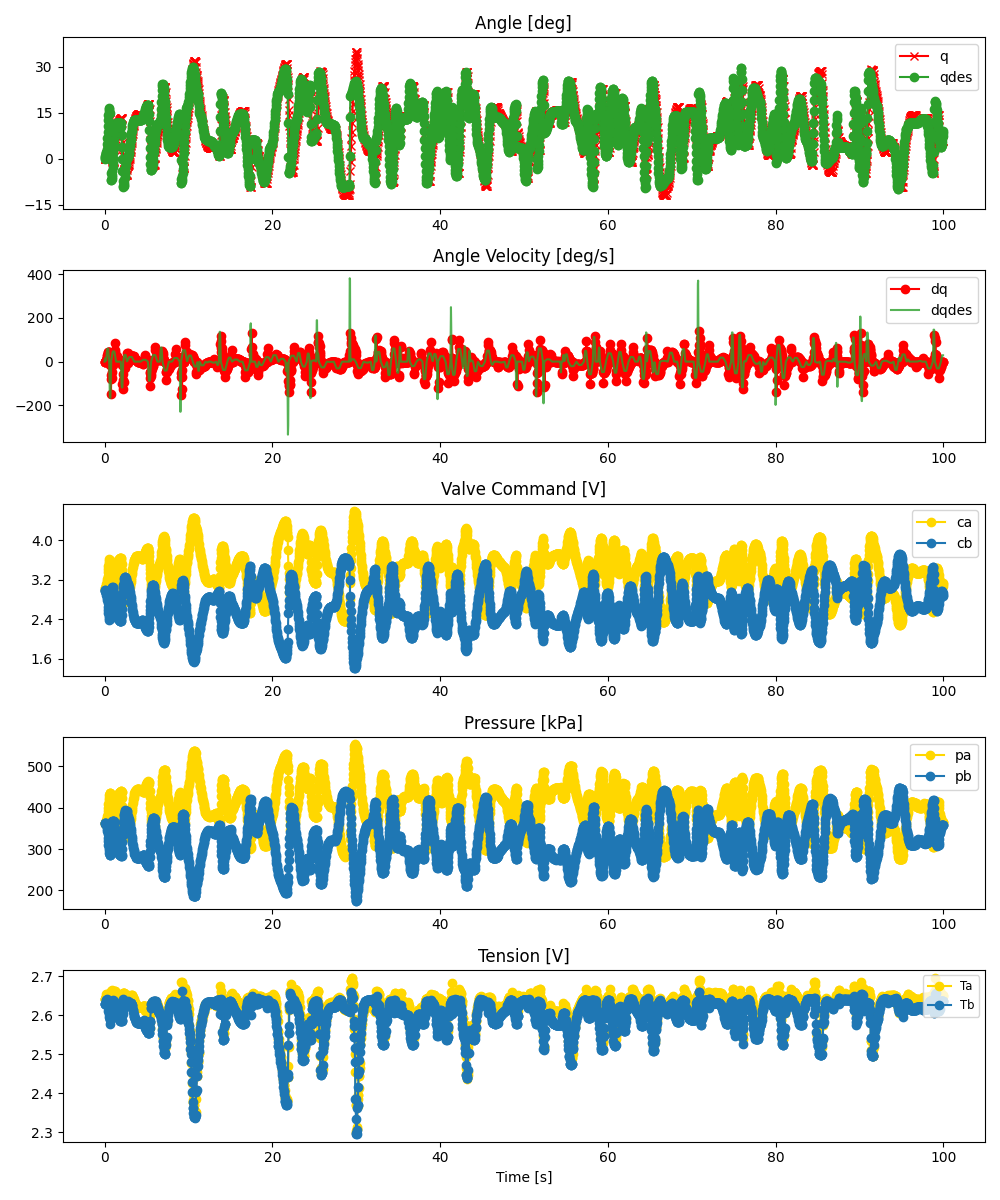 Angle [deg]
30
15
0
−15
q
qdes
0 20 40 60 80 100
Angle Velocity [deg/s]
400
200
0
−200
dq
dqdes
0 20 40 60 80 100
Valve Command [V]
4.0
3.2
2.4
1.6
ca
cb
0 20 40 60 80 100
Pressure [kPa]
500
400
300
200
pa
pb
0 20 40 60 80 100
Tension [V]
2.7
2.6
2.5
2.4
2.3
Ta
Tb
0 20 40 60 80 100
Time [s]